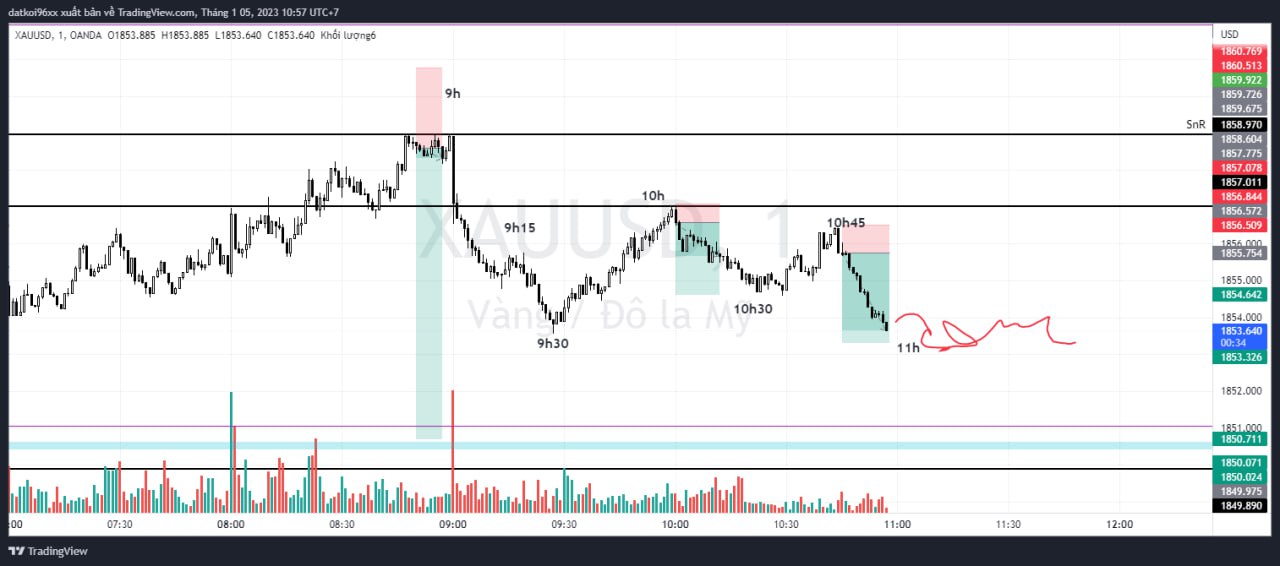 datkoi96xx xuất bản về TradingView.com, Tháng 1 05, 2023 10:57 UTC+7
XAUUSD, 1, OANDA O1853.885 H1853.885 L1853.640 C1853.640 Khối lượng6
USD
1860.769
1860.513
1859.922
1859.726
1859.675
SnR 1858.970
1858.604
1857.775
1857.078
1857.011
1856.844
1856.572
1856.509
1856.000
1855.754
1855.000
1854.642
1854.000
1853.640
00:34
1853.326
1852.000
1851.000
1850.711
1850.071
1850.024
1849.975
1849.890
9h
10h
9h15
10h45
10h30
9h30
11h
XAUUSD, 1
Vàng / Đô la Mỹ
:00 07:30 08:00 08:30 09:00 09:30 10:00 10:30 11:00 11:30 12:00
TradingView